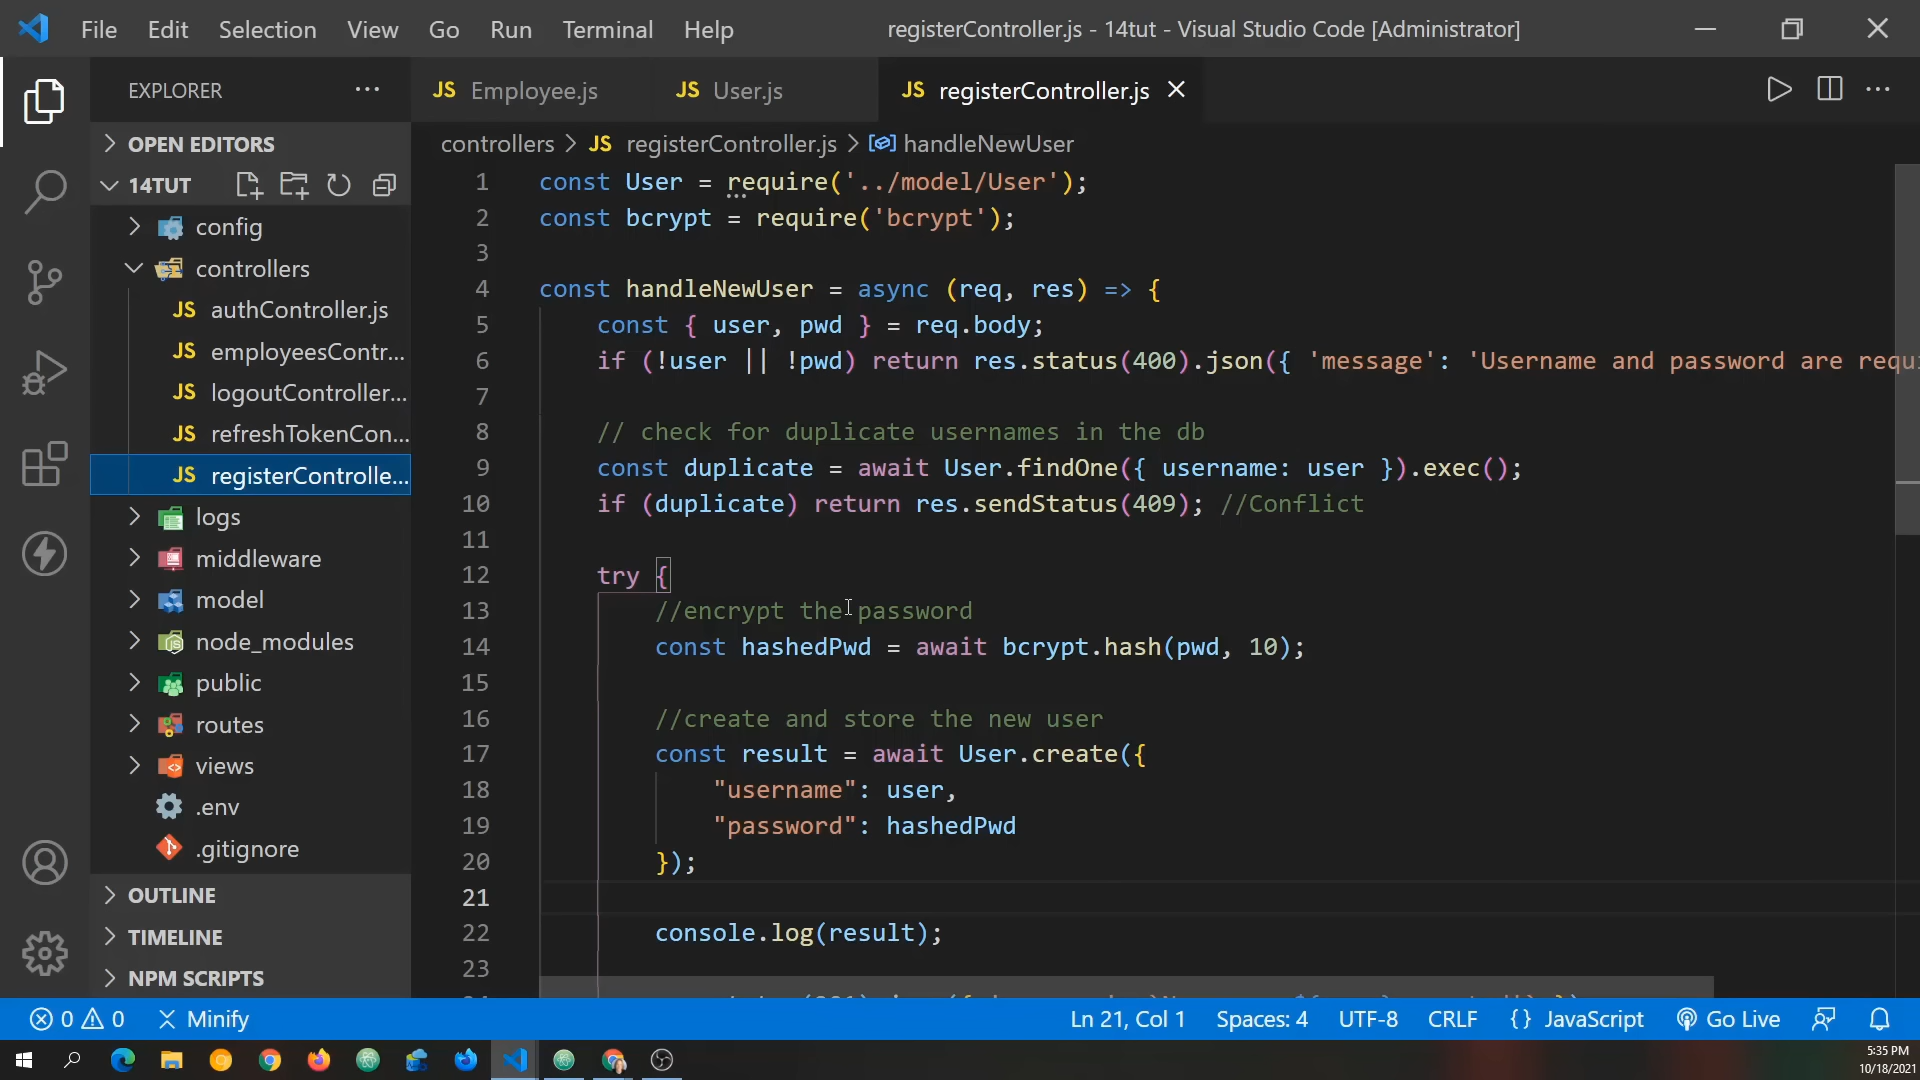 File Edit Selection View Go Run Terminal Help
registerController.js - 14tut - Visual Studio Code [Administrator]
EXPLORER
JS Employee.js
JS User.js
JS registerController.js
OPEN EDITORS
14TUT
config
controllers
JS authController.js
JS employeesContr...
JS logoutController...
JS refreshTokenCon...
JS registerControlle...
logs
middleware
model
node_modules
public
routes
views
.env
.gitignore
OUTLINE
TIMELINE
NPM SCRIPTS
controllers > JS registerController.js > handleNewUser
1 const User = require('../model/User');
2 const bcrypt = require('bcrypt');
3
4 const handleNewUser = async (req, res) => {
5 const { user, pwd } = req.body;
6 if (!user || !pwd) return res.status(400).json({ 'message': 'Username and password are requi
7
8 // check for duplicate usernames in the db
9 const duplicate = await User.findOne({ username: user }).exec();
10 if (duplicate) return res.sendStatus(409); //Conflict
11
12 try {
13 //encrypt the password
14 const hashedPwd = await bcrypt.hash(pwd, 10);
15
16 //create and store the new user
17 const result = await User.create({
18 "username": user,
19 "password": hashedPwd
20 });
21
22 console.log(result);
23
0 0 Minify
Ln 21, Col 1 Spaces: 4 UTF-8 CRLF {} JavaScript Go Live
5:35 PM
10/18/2021